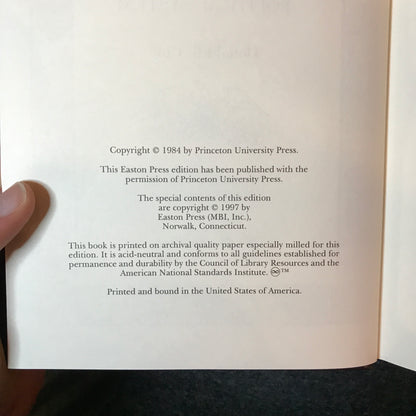 Copyright © 1984 by Princeton University Press.
This Easton Press edition has been published with the
permission of Princeton University Press.
The special contents of this edition
are copyright © 1997 by
Easton Press (MBI, Inc.),
Norwalk, Connecticut.
This book is printed on archival quality paper especially milled for this
edition. It is acid-neutral and conforms to all guidelines established for
permanence and durability by the Council of Library Resources and the
American National Standards Institute. ♾™
Printed and bound in the United States of America.